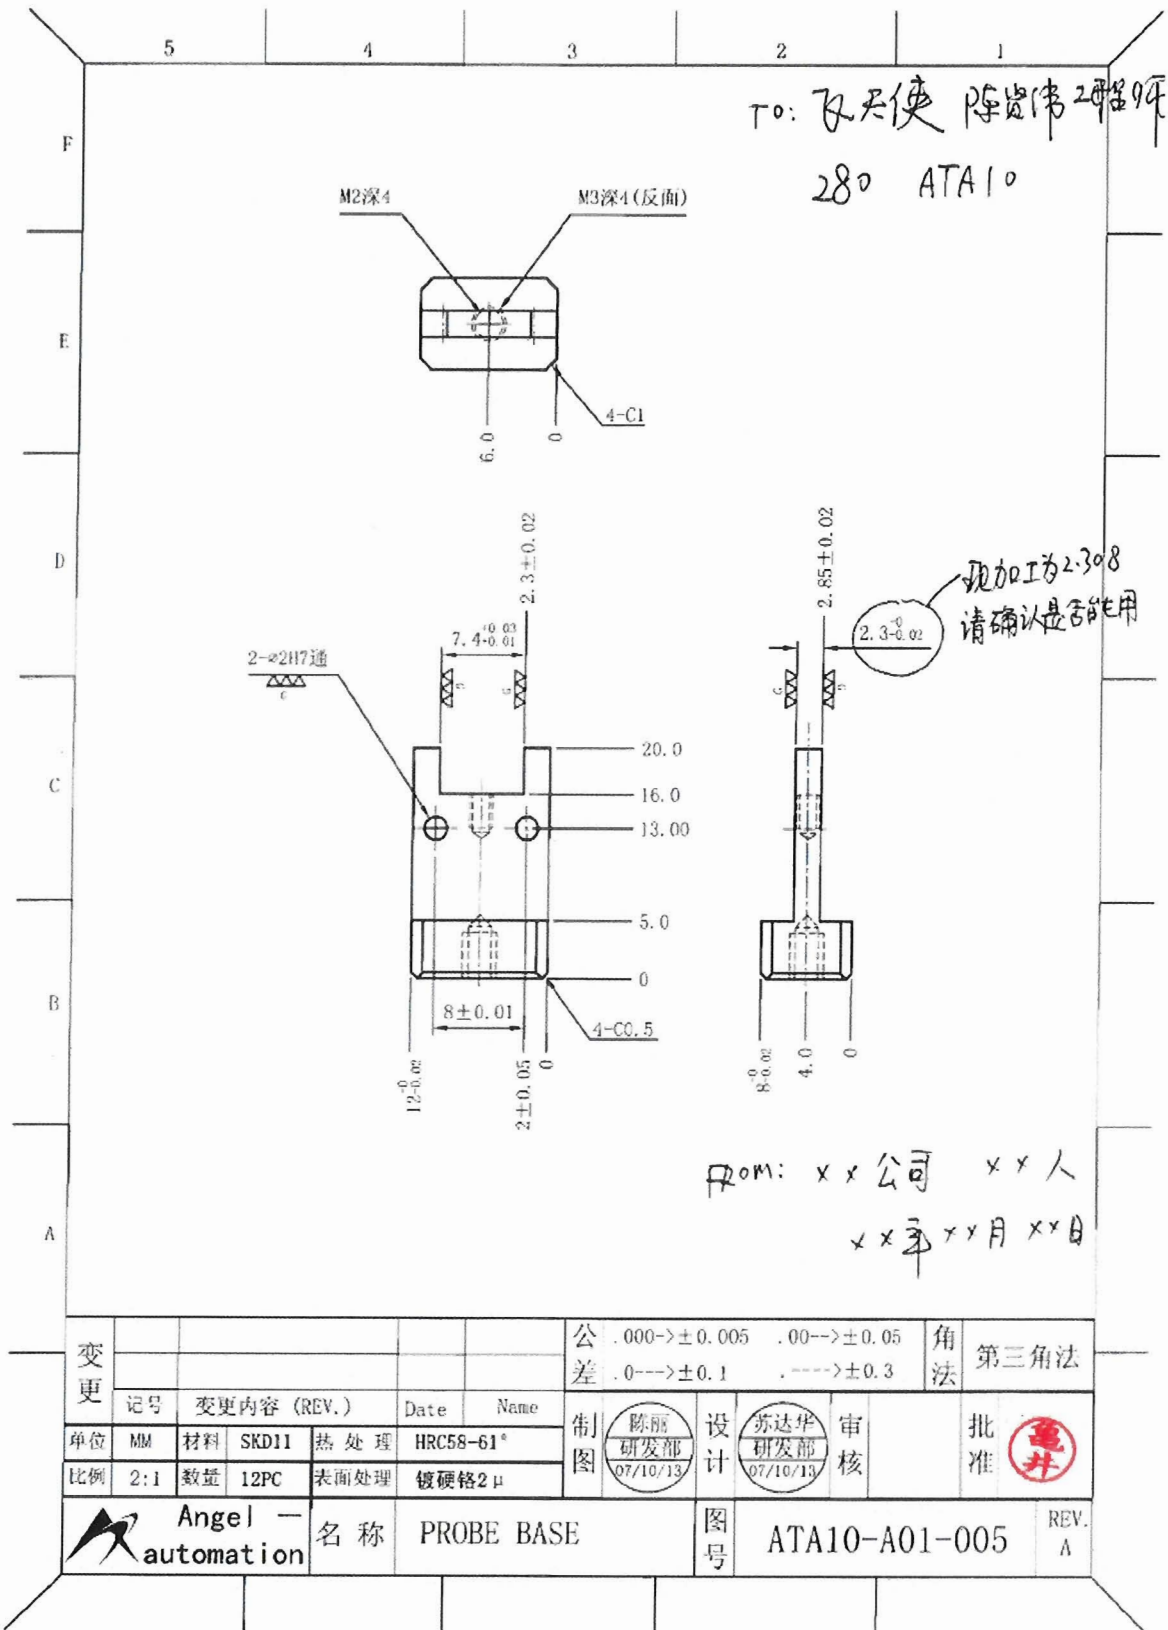 5 4 3 2 1
TO: 飞天侠 陈贤伟工程师
280 ATA10
F
M2深4 M3深4(反面)
E
4-C1
6.0 0
D
2.3±0.02
2.85±0.02
现加工为2.308
请确认是否能用
7.4+0.03-0.01
2.3-0-0.02
2-⌀2H7通
G
G G
G G
20.0
C
16.0
13.00
5.0
B
0
8±0.01
4-C0.5
12-0-0.02 2±0.05 0
8-0-0.02 4.0 0
FROM: ××公司 ××人
××年××月××日
A
变更
记号 变更内容 (REV.) Date Name
公差 .000->±0.005 .00-->±0.05
.0--->±0.1 .---->±0.3
角法 第三角法
单位 MM 材料 SKD11 热处理 HRC58-61°
比例 2:1 数量 12PC 表面处理 镀硬铬2μ
制图 陈丽 研发部 07/10/13
设计 苏达华 研发部 07/10/13
审核
批准 亀井
Angel —
automation
名称 PROBE BASE
图号 ATA10-A01-005
REV.
A